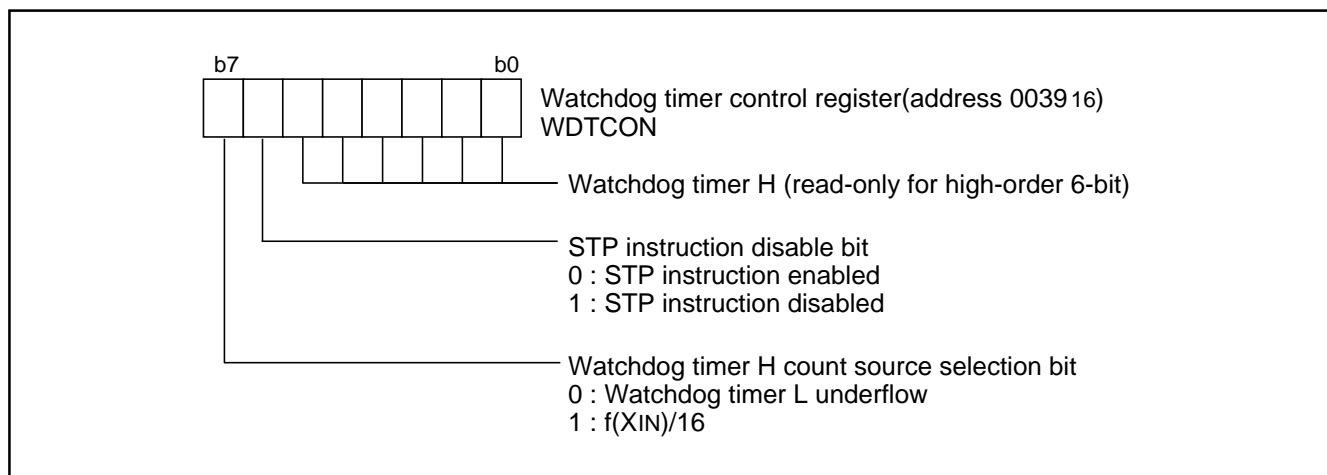 b7 b0
Watchdog timer control register(address 003916)
WDTCON
Watchdog timer H (read-only for high-order 6-bit)
STP instruction disable bit
0 : STP instruction enabled
1 : STP instruction disabled
Watchdog timer H count source selection bit
0 : Watchdog timer L underflow
1 : f(XIN)/16